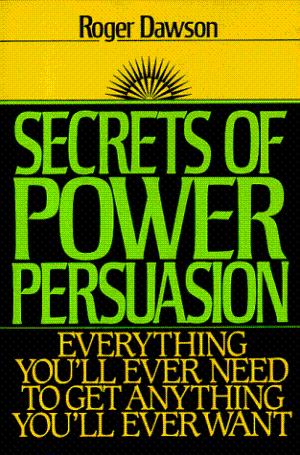 Roger Dawson
SECRETS OF
POWER
PERSUASION
EVERYTHING
YOU'LL EVER NEED
TO GET ANYTHING
YOU'LL EVER WANT